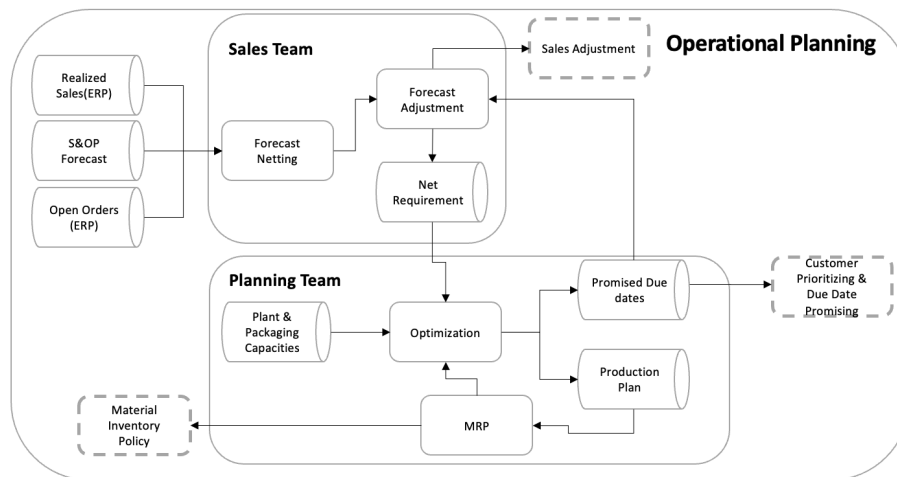 Operational Planning
Sales Team
Sales Adjustment
Realized
Sales(ERP)
Forecast
Adjustment
S&OP
Forecast
Forecast
Netting
Net
Requirement
Open Orders
(ERP)
Planning Team
Promised Due
dates
Customer
Prioritizing &
Due Date
Promising
Plant &
Packaging
Capacities
Optimization
Production
Plan
Material
Inventory
Policy
MRP